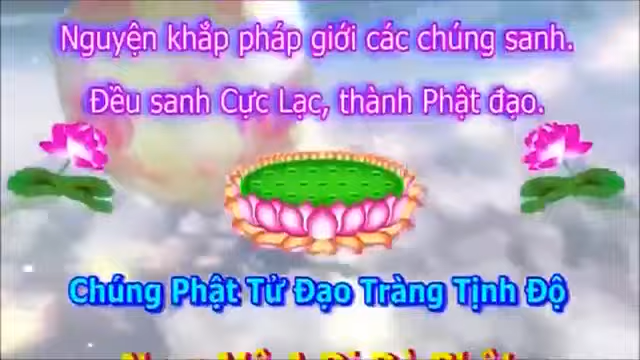 Nguyện khắp pháp giới các chúng sanh.
Đều sanh Cực Lạc, thành Phật đạo.
Chúng Phật Tử Đạo Tràng Tịnh Độ